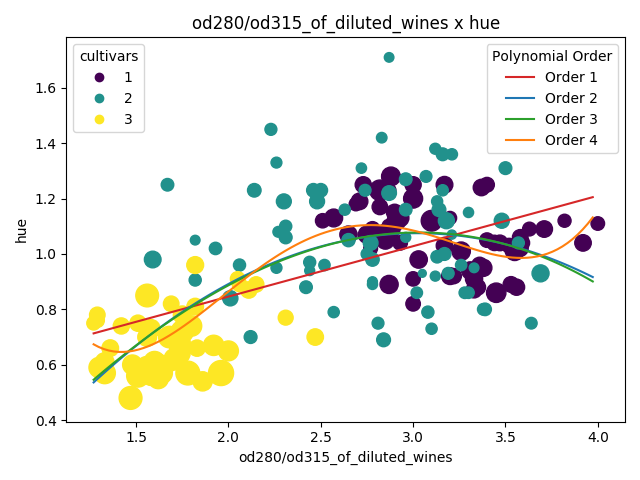 od280/od315_of_diluted_wines x hue
cultivars
1
2
3
Polynomial Order
Order 1
Order 2
Order 3
Order 4
hue
1.6
1.4
1.2
1.0
0.8
0.6
0.4
1.5 2.0 2.5 3.0 3.5 4.0
od280/od315_of_diluted_wines